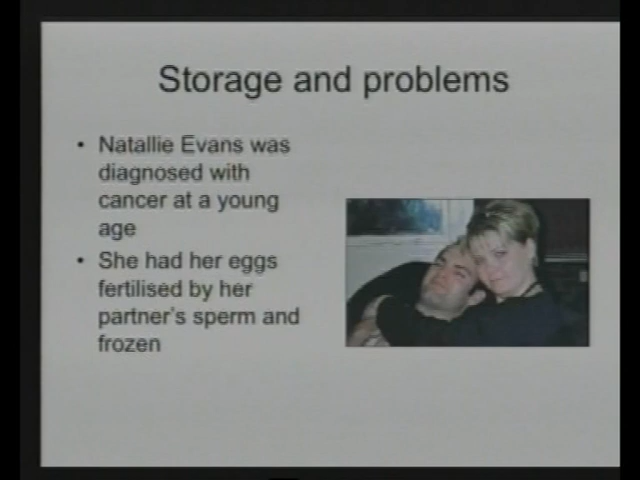 Storage and problems
• Natallie Evans was
diagnosed with
cancer at a young
age
• She had her eggs
fertilised by her
partner's sperm and
frozen